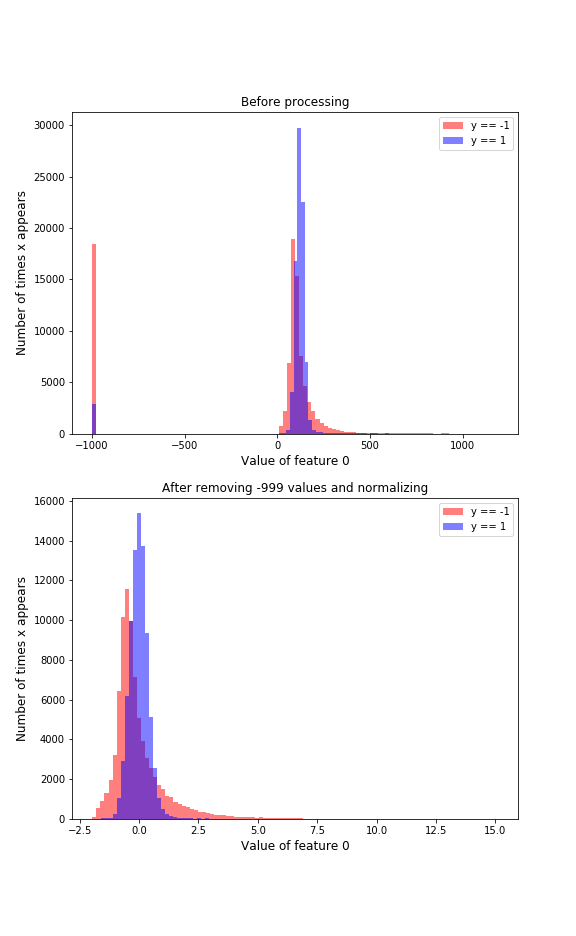 Before processing
30000
25000
20000
15000
10000
5000
0
Number of times x appears
y == -1
y == 1
−1000 −500 0 500 1000
Value of feature 0
After removing -999 values and normalizing
16000
14000
12000
10000
8000
6000
4000
2000
0
Number of times x appears
y == -1
y == 1
−2.5 0.0 2.5 5.0 7.5 10.0 12.5 15.0
Value of feature 0